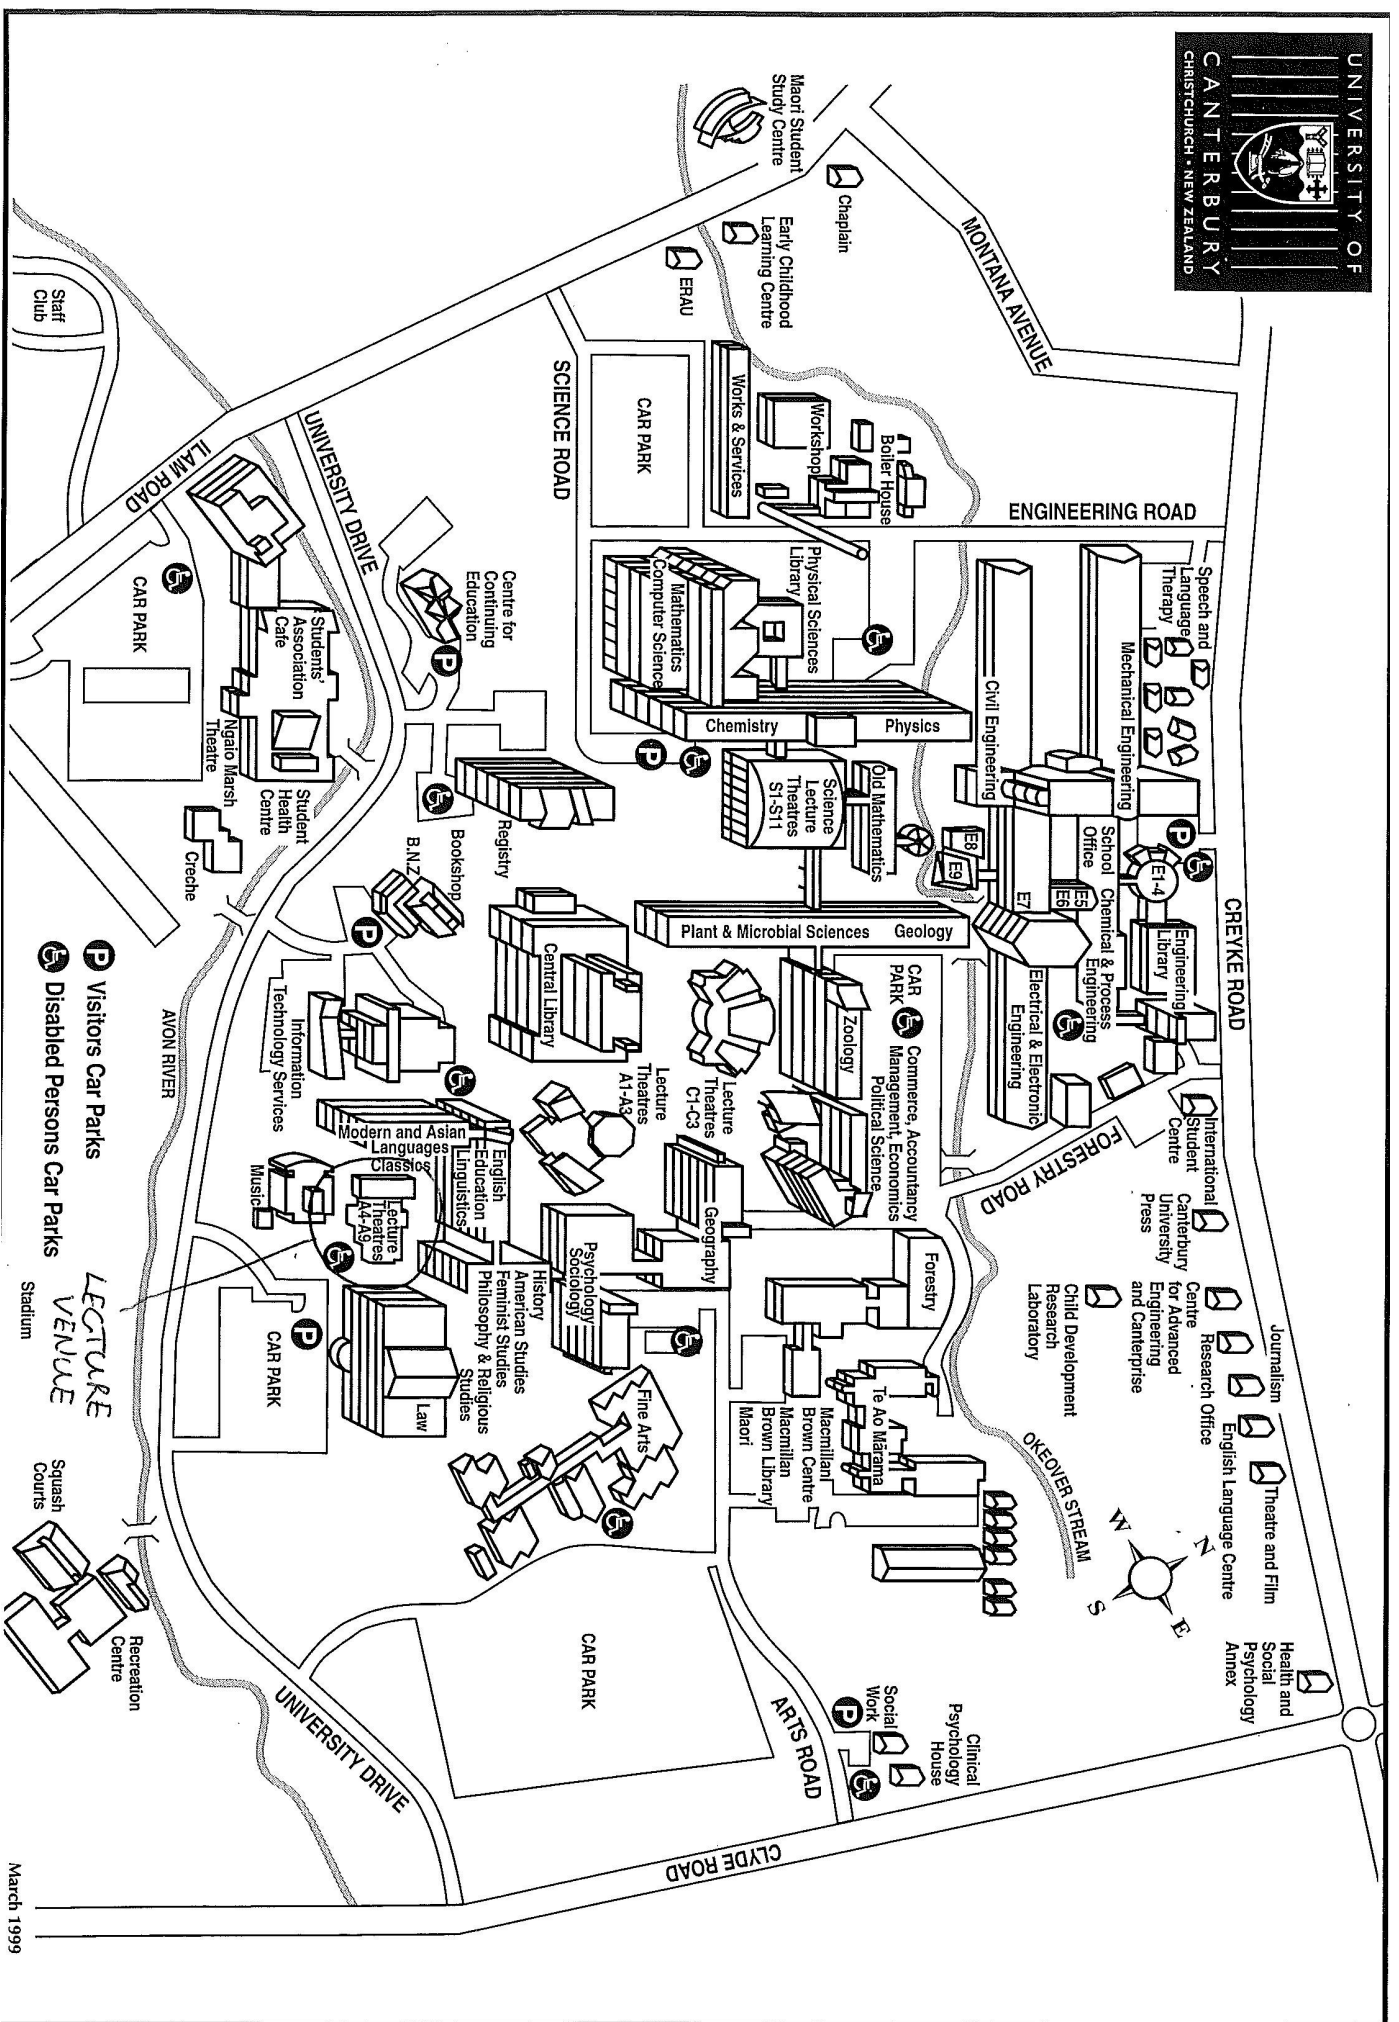 UNIVERSITY OF
CANTERBURY
CHRISTCHURCH • NEW ZEALAND
Maori Student
Study Centre
Chaplain
Early Childhood
Learning Centre
ERAU
MONTANA AVENUE
Staff
Club
ILAM ROAD
UNIVERSITY DRIVE
SCIENCE ROAD
CAR PARK
Works & Services
Workshop
Boiler House
ENGINEERING ROAD
CREYKE ROAD
Speech and
Language
Therapy
Mechanical Engineering
Civil Engineering
Physical Sciences
Library
Mathematics
Computer Science
Chemistry
Physics
Centre for
Continuing
Education
P
CAR PARK
Students'
Association
Cafe
Ngaio Marsh
Theatre
Student
Health
Centre
Creche
Registry
Bookshop
B.N.Z
P
P
Science
Lecture
Theatres
S1-S11
Old Mathematics
E8
E9
E7
School
Office
E5
E6
E1-4
P
Chemical & Process
Engineering
Engineering
Library
Electrical & Electronic
Engineering
Plant & Microbial Sciences
Geology
Central Library
Zoology
CAR
PARK
Commerce, Accountancy
Management, Economics
Political Science
Lecture
Theatres
C1-C3
Lecture
Theatres
A1-A3
Information
Technology Services
AVON RIVER
Modern and Asian
Languages
Classics
English
Education
Linguistics
Music
Lecture
Theatres
A4-A9
Geography
Psychology
Sociology
History
American Studies
Feminist Studies
Philosophy & Religious
Studies
Law
Fine Arts
P
CAR PARK
Forestry
FORESTRY ROAD
International
Student
Centre
Canterbury
University
Press
Centre
for Advanced
Engineering
and Canterprise
Research Office
Journalism
English Language Centre
Theatre and Film
Child Development
Research
Laboratory
OKEOVER STREAM
Te Ao Mārama
Macmillan
Brown Centre
Macmillan
Brown Library
Maori
N
E
S
W
Health and
Social
Psychology
Annex
Clinical
Psychology
House
Social
Work
P
ARTS ROAD
CAR PARK
UNIVERSITY DRIVE
CLYDE ROAD
P Visitors Car Parks
Disabled Persons Car Parks
LECTURE
VENUE
Stadium
Squash
Courts
Recreation
Centre
March 1999